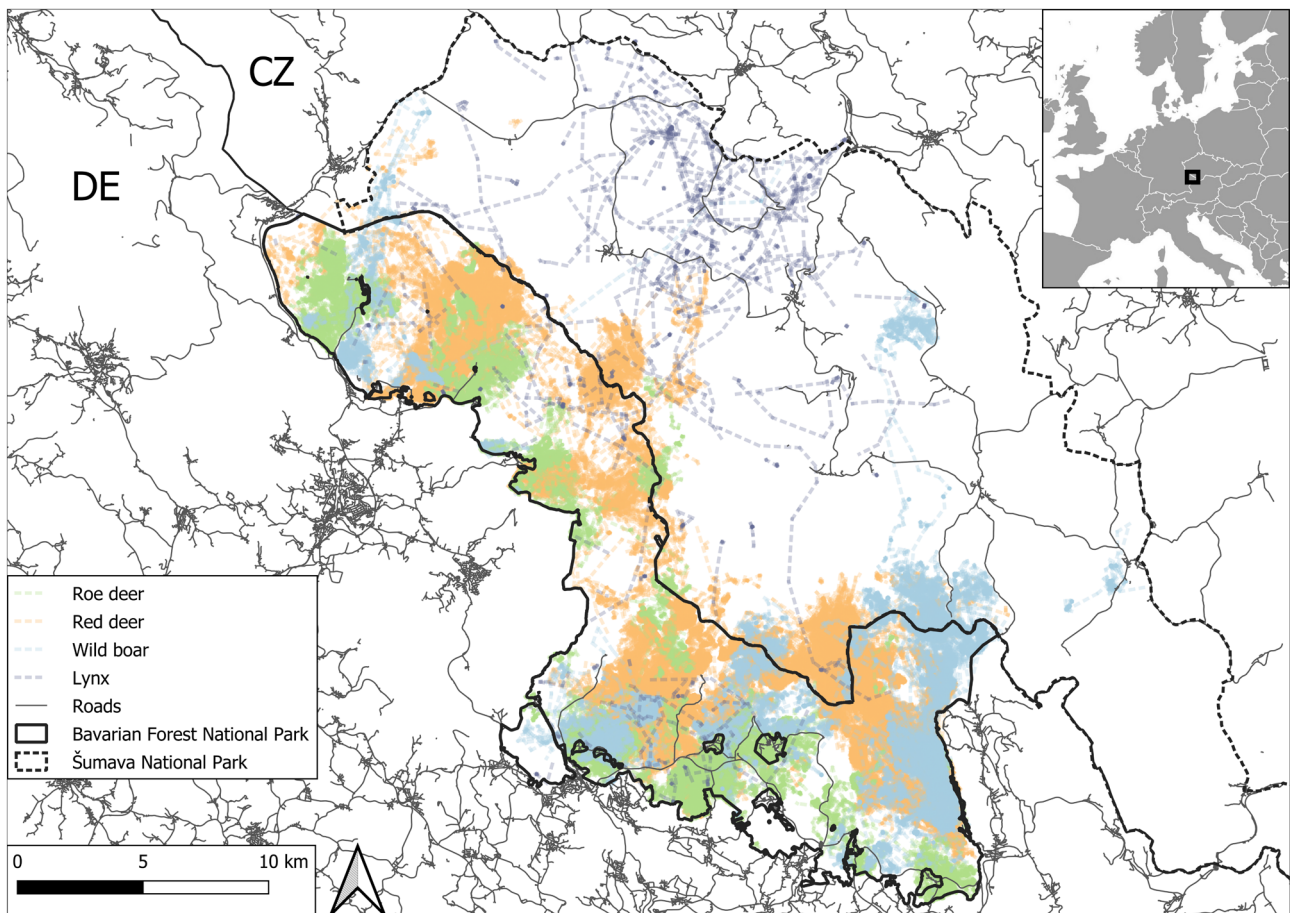 CZ
DE
Roe deer
Red deer
Wild boar
Lynx
Roads
Bavarian Forest National Park
Šumava National Park
0 5 10 km